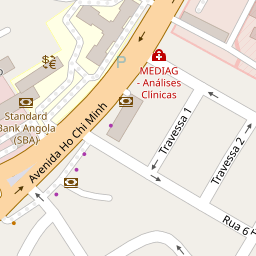 P
MEDIAG
- Análises
Clínicas
Standard
Bank Angola
(SBA)
Avenida Ho Chi Minh
Travessa 1
Travessa 2
Rua 6